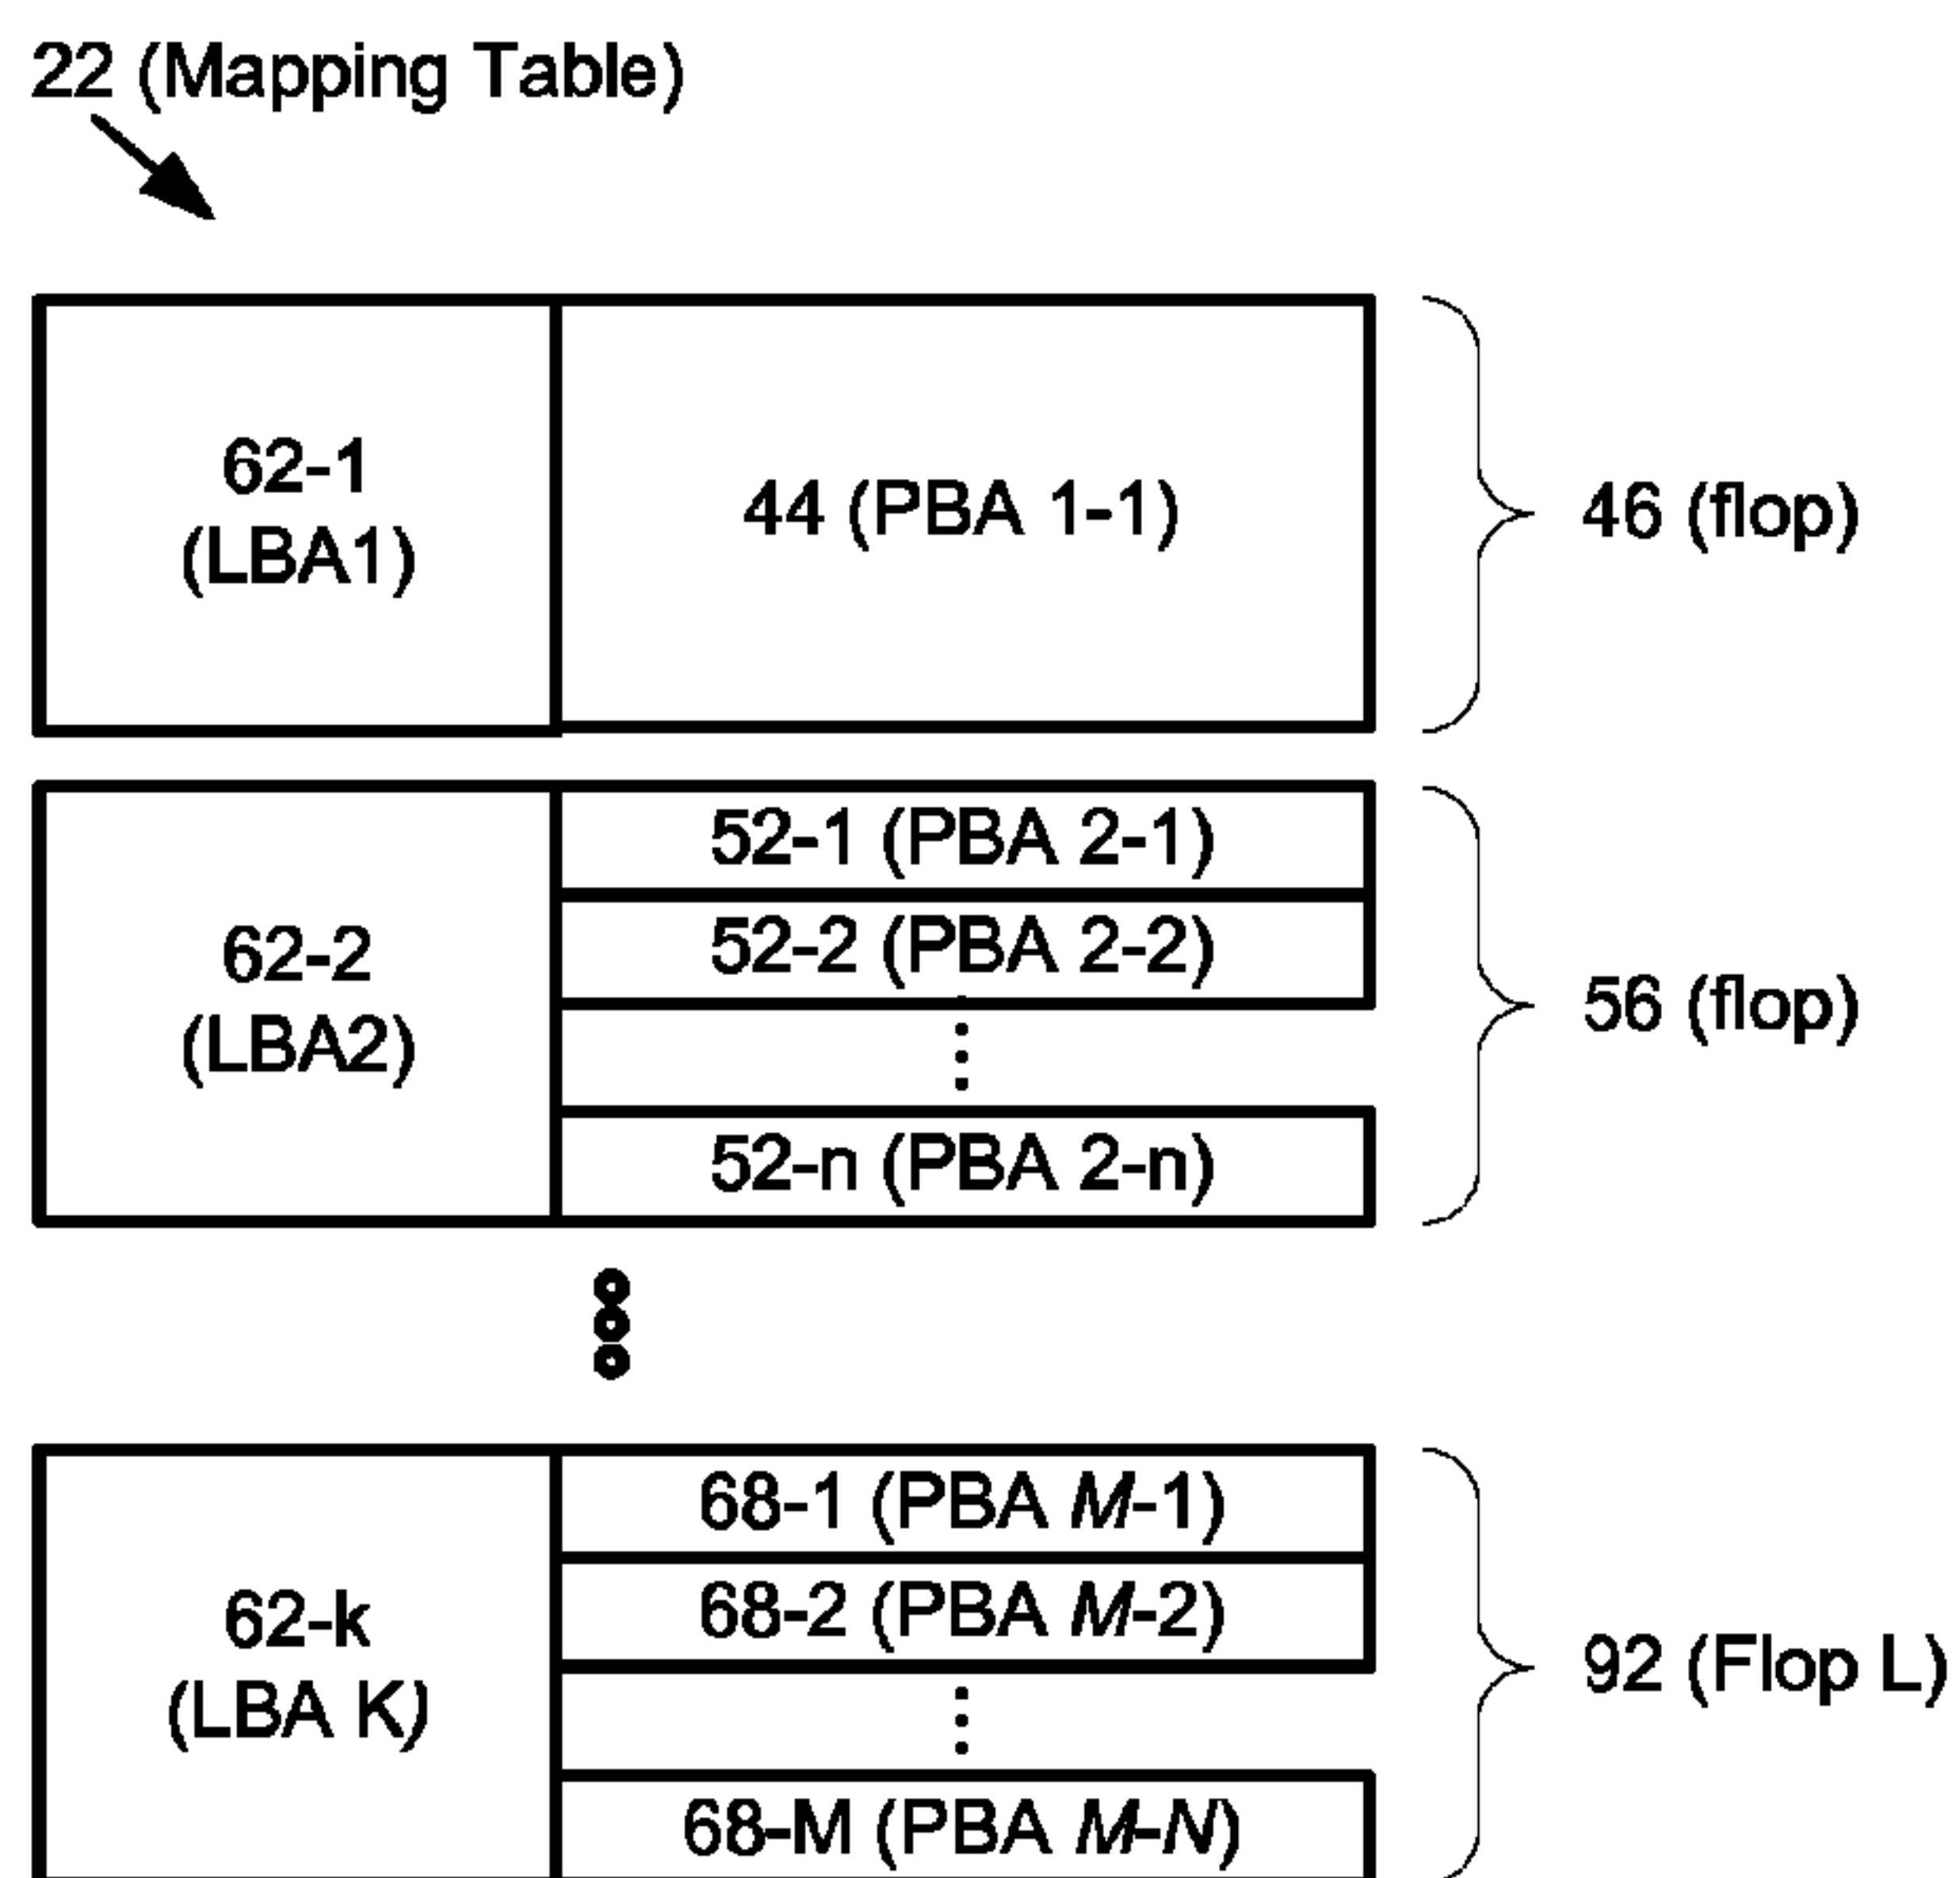 22 (Mapping Table)
62-1
(LBA1)
44 (PBA 1-1)
46 (flop)
62-2
(LBA2)
52-1 (PBA 2-1)
52-2 (PBA 2-2)
52-n (PBA 2-n)
56 (flop)
62-k
(LBA K)
68-1 (PBA M-1)
68-2 (PBA M-2)
68-M (PBA M-N)
92 (Flop L)